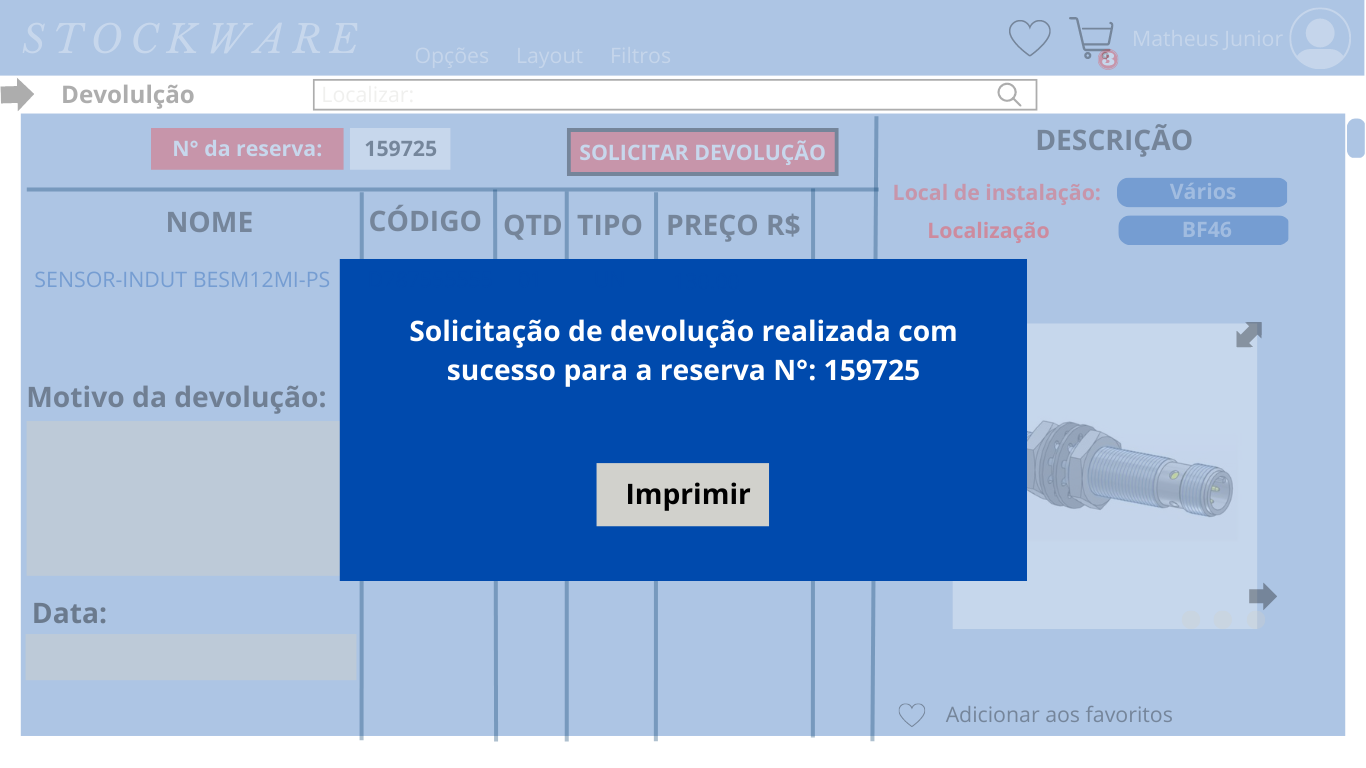 STOCKWARE
Opções Layout Filtros
3
Matheus Junior
Devolulção
Localizar:
N° da reserva: 159725
SOLICITAR DEVOLUÇÃO
DESCRIÇÃO
Local de instalação: Vários
Localização BF46
NOME CÓDIGO QTD TIPO PREÇO R$
SENSOR-INDUT BESM12MI-PS
Solicitação de devolução realizada com
sucesso para a reserva N°: 159725
Imprimir
Motivo da devolução:
Data:
Adicionar aos favoritos